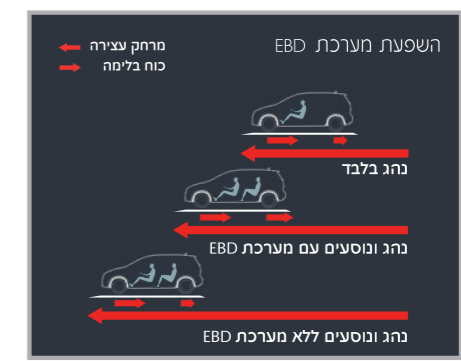 השפעת מערכת EBD
מרחק עצירה
כוח בלימה
נהג בלבד
נהג ונוסעים עם מערכת EBD
נהג ונוסעים ללא מערכת EBD